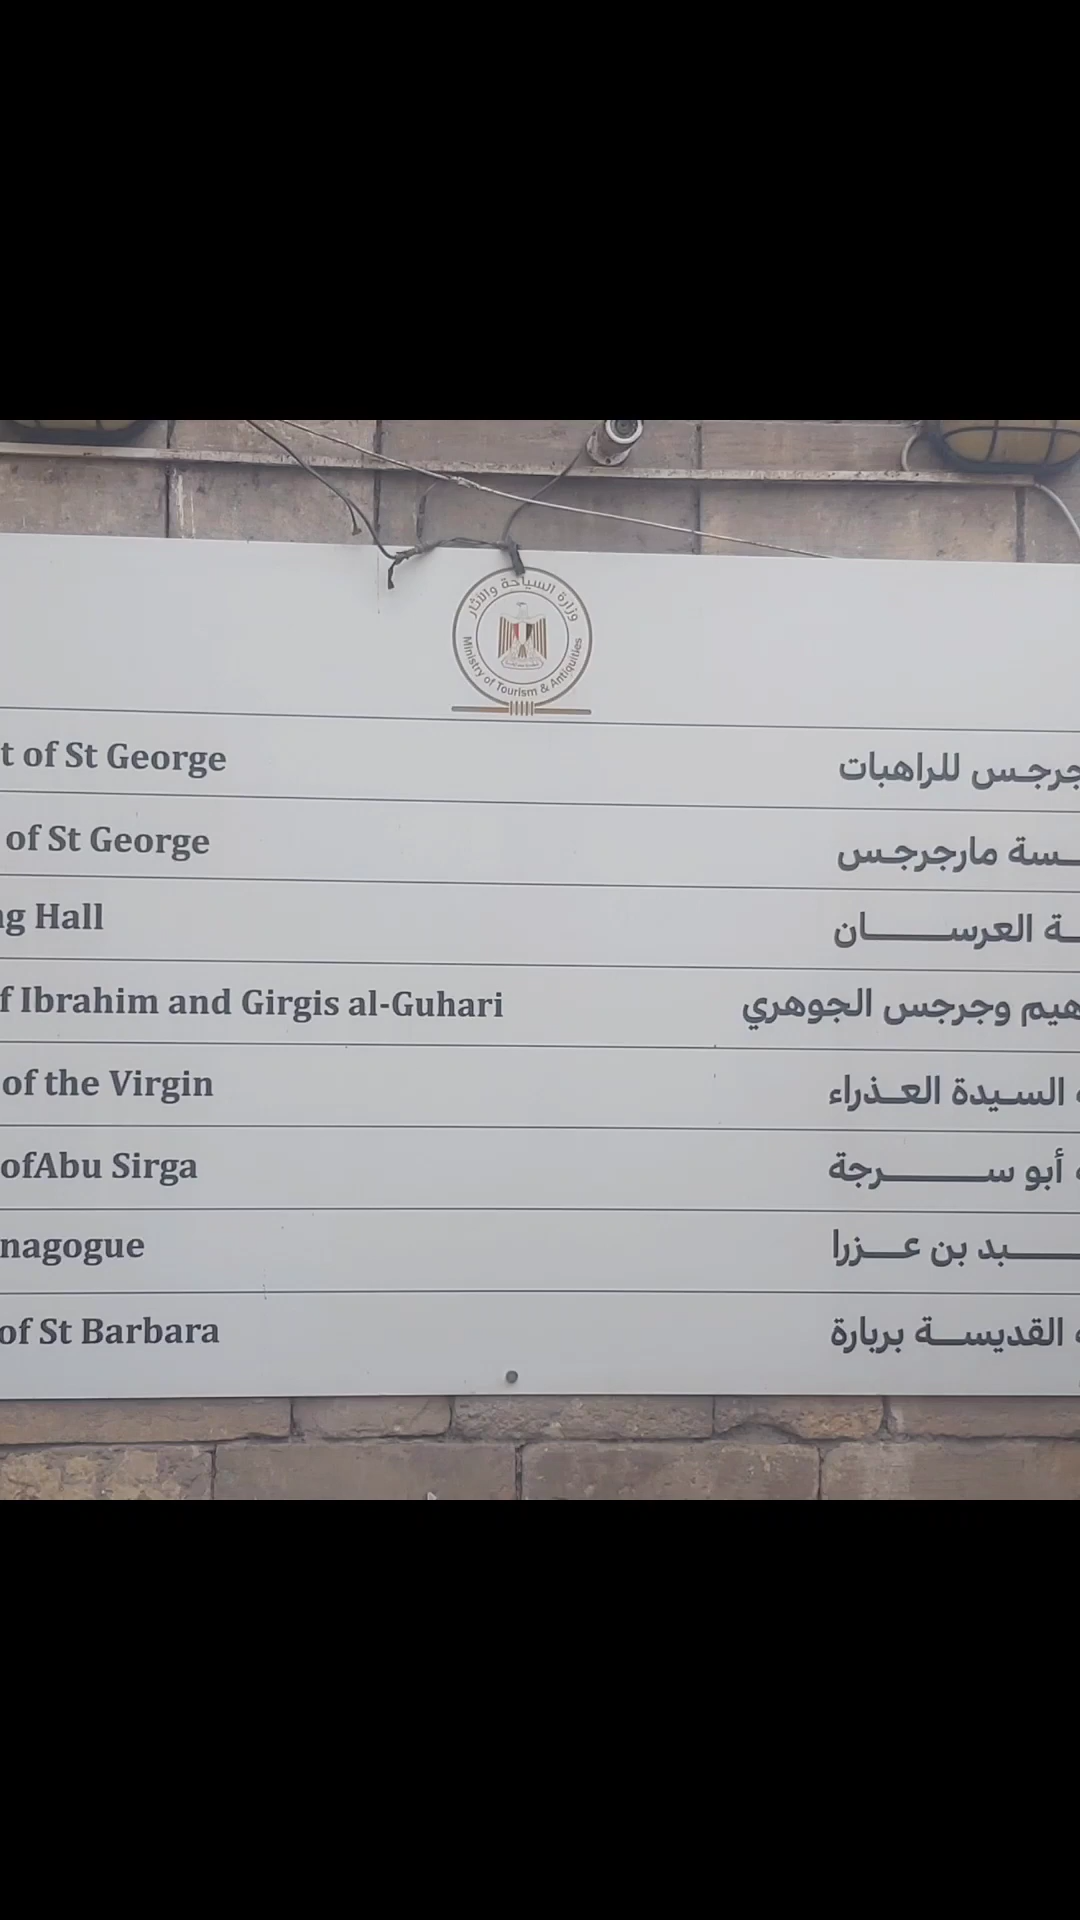 وزارة السياحة والآثار
Ministry of Tourism & Antiquities
t of St George جرجس للراهبات
of St George سة مارجرجس
ng Hall ة العرسان
f Ibrahim and Girgis al-Guhari هيم وجرجس الجوهري
of the Virgin السيدة العذراء
ofAbu Sirga أبو سرجة
nagogue بد بن عزرا
of St Barbara القديسة بربارة